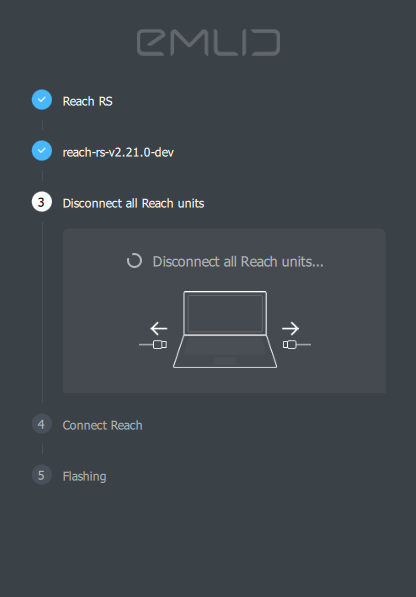 EMLID
Reach RS
reach-rs-v2.21.0-dev
3 Disconnect all Reach units
Disconnect all Reach units...
4 Connect Reach
5 Flashing